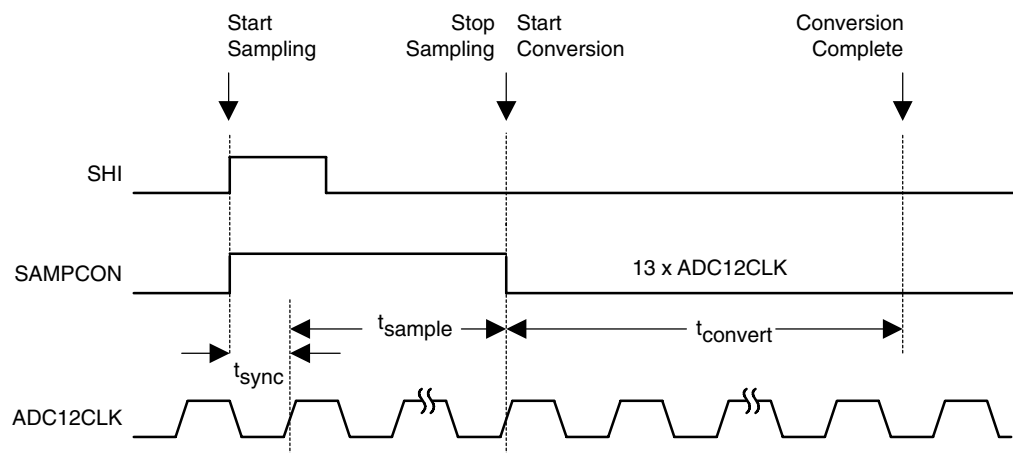 Start
Sampling
Stop
Sampling
Start
Conversion
Conversion
Complete
SHI
SAMPCON
13 x ADC12CLK
tsample
tconvert
tsync
ADC12CLK